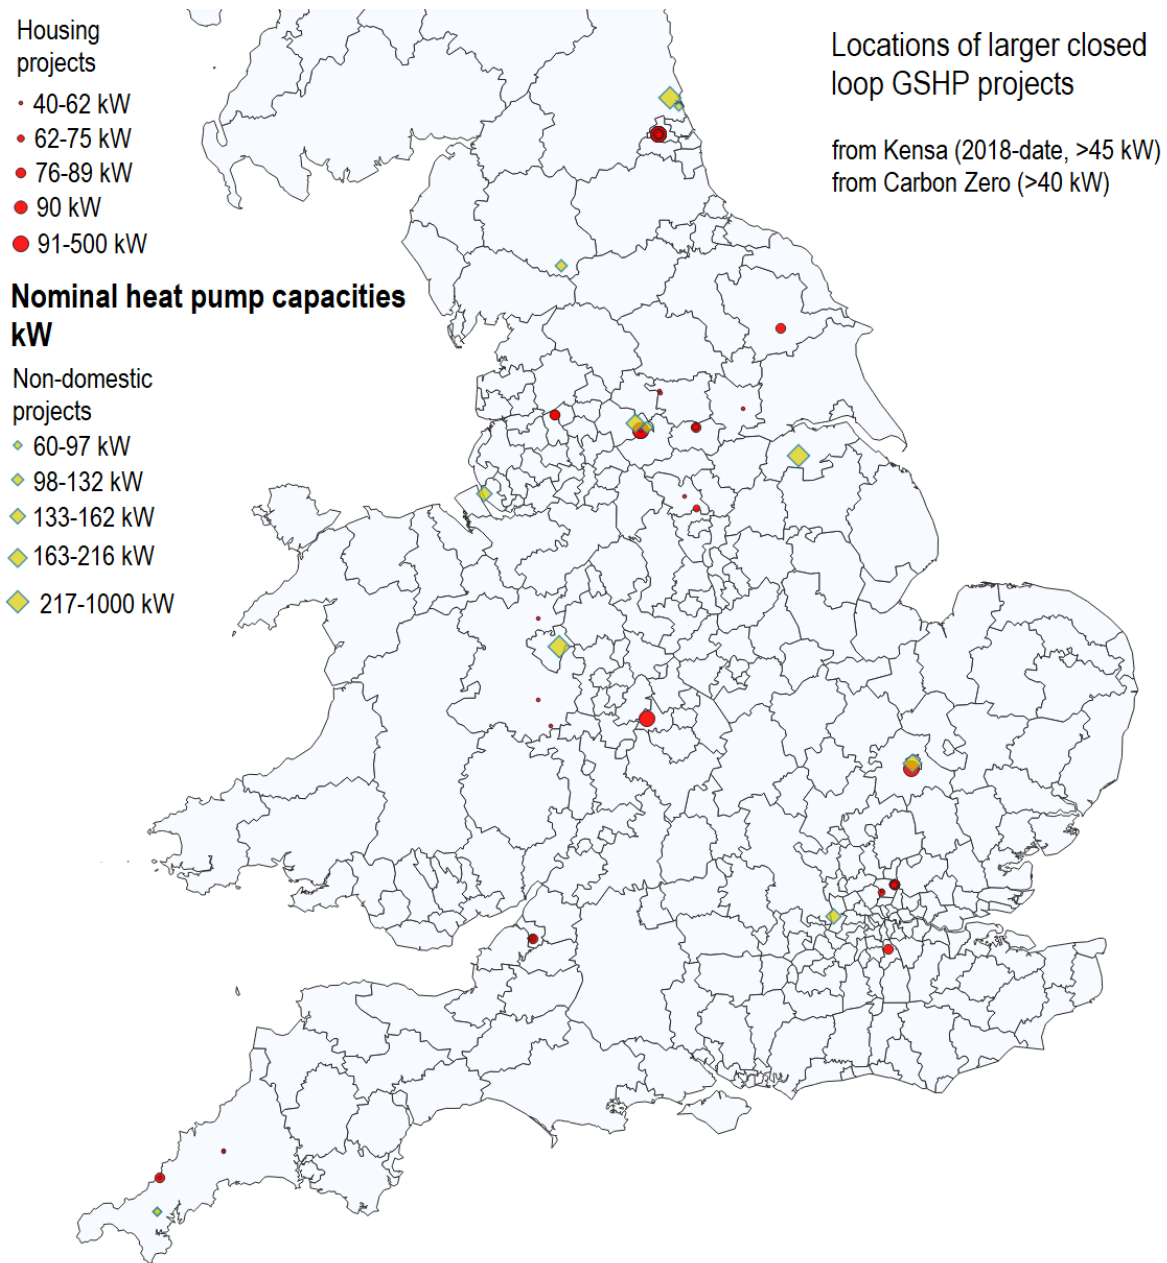 Housing
projects
40-62 kW
62-75 kW
76-89 kW
90 kW
91-500 kW
Nominal heat pump capacities
kW
Non-domestic
projects
60-97 kW
98-132 kW
133-162 kW
163-216 kW
217-1000 kW
Locations of larger closed
loop GSHP projects
from Kensa (2018-date, >45 kW)
from Carbon Zero (>40 kW)